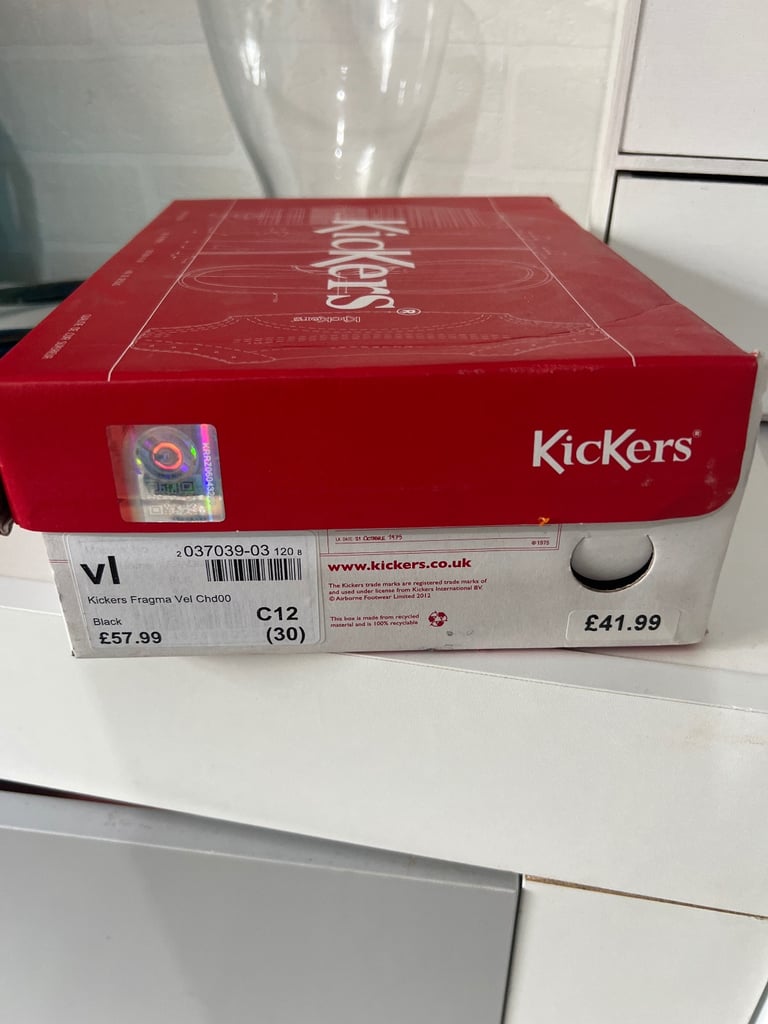 Kickers®
Kickers
Kickers®
vl
2 037039-03 120 8
Kickers Fragma Vel Chd00
Black
£57.99
C12
(30)
© 1975
www.kickers.co.uk
The Kickers trade marks are registered trade marks of
and used under license from Kickers International BV.
© Airborne Footwear Limited 2012
This box is made from recycled
material and is 100% recyclable
£41.99